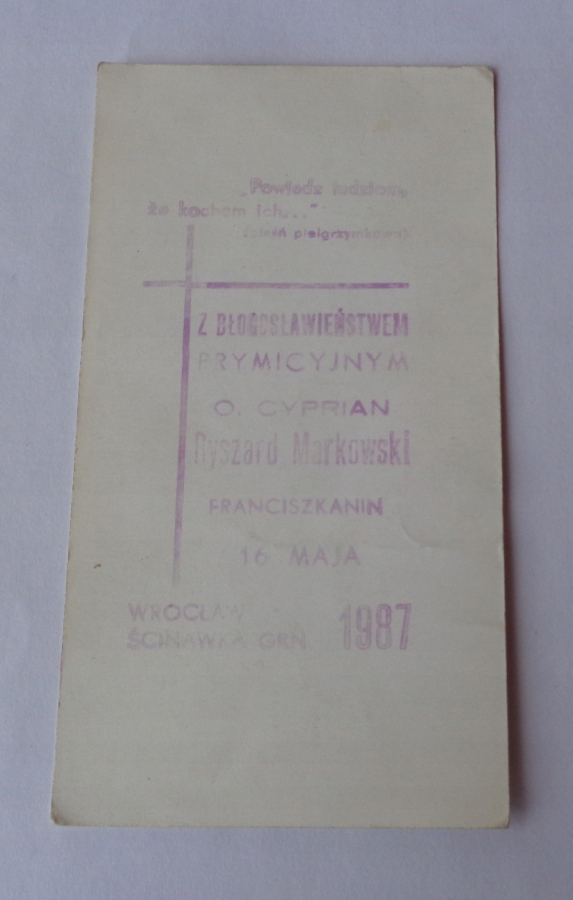 „Powiedz ludziom,
że kocham ich..."
(pieśń pielgrzymkowa)
Z BŁOGOSŁAWIEŃSTWEM
PRYMICYJNYM
O. CYPRIAN
Ryszard Markowski
FRANCISZKANIN
16 MAJA
WROCŁAW
ŚCINAWKA GRN 1987